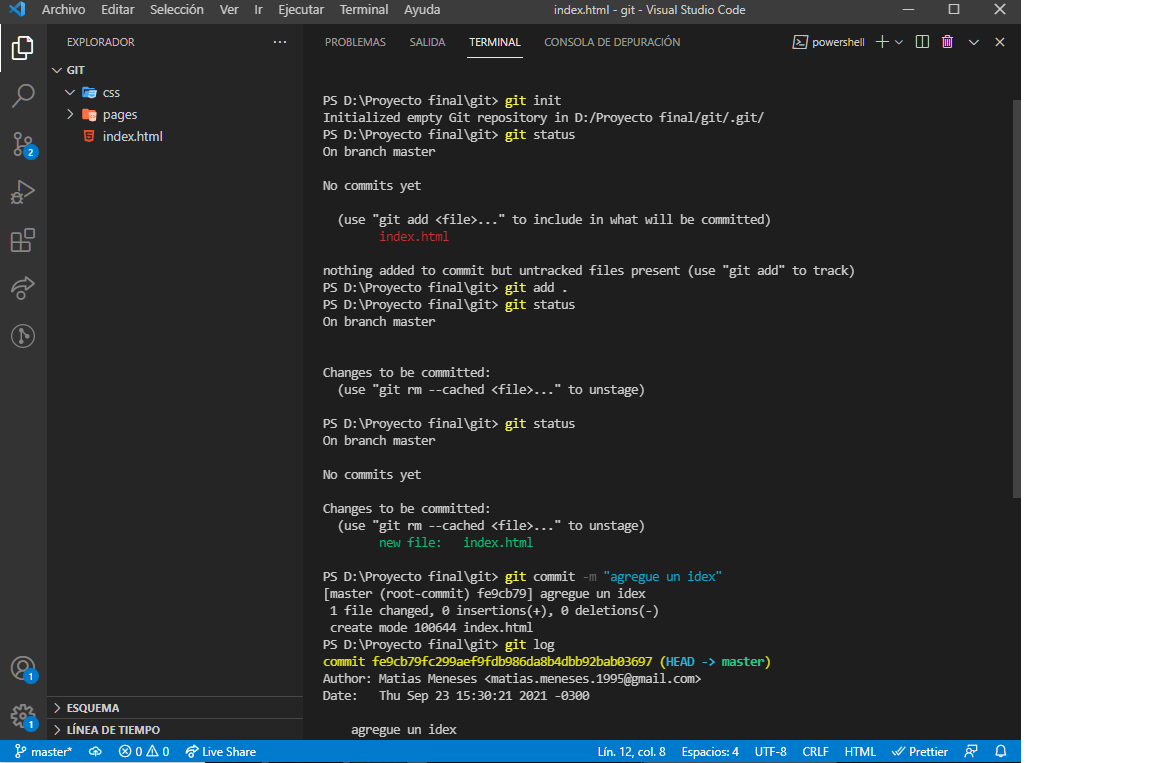 Archivo Editar Selección Ver Ir Ejecutar Terminal Ayuda index.html - git - Visual Studio Code
EXPLORADOR
GIT
css
pages
index.html
2
1
1
ESQUEMA
LÍNEA DE TIEMPO
PROBLEMAS SALIDA TERMINAL CONSOLA DE DEPURACIÓN powershell
PS D:\Proyecto final\git> git init
Initialized empty Git repository in D:/Proyecto final/git/.git/
PS D:\Proyecto final\git> git status
On branch master
No commits yet
(use "git add <file>..." to include in what will be committed)
index.html
nothing added to commit but untracked files present (use "git add" to track)
PS D:\Proyecto final\git> git add .
PS D:\Proyecto final\git> git status
On branch master
Changes to be committed:
(use "git rm --cached <file>..." to unstage)
PS D:\Proyecto final\git> git status
On branch master
No commits yet
Changes to be committed:
(use "git rm --cached <file>..." to unstage)
new file: index.html
PS D:\Proyecto final\git> git commit -m "agregue un idex"
[master (root-commit) fe9cb79] agregue un idex
1 file changed, 0 insertions(+), 0 deletions(-)
create mode 100644 index.html
PS D:\Proyecto final\git> git log
commit fe9cb79fc299aef9fdb986da8b4dbb92bab03697 (HEAD -> master)
Author: Matias Meneses <matias.meneses.1995@gmail.com>
Date: Thu Sep 23 15:30:21 2021 -0300
agregue un idex
master* 0 0 Live Share Lín. 12, col. 8 Espacios: 4 UTF-8 CRLF HTML Prettier